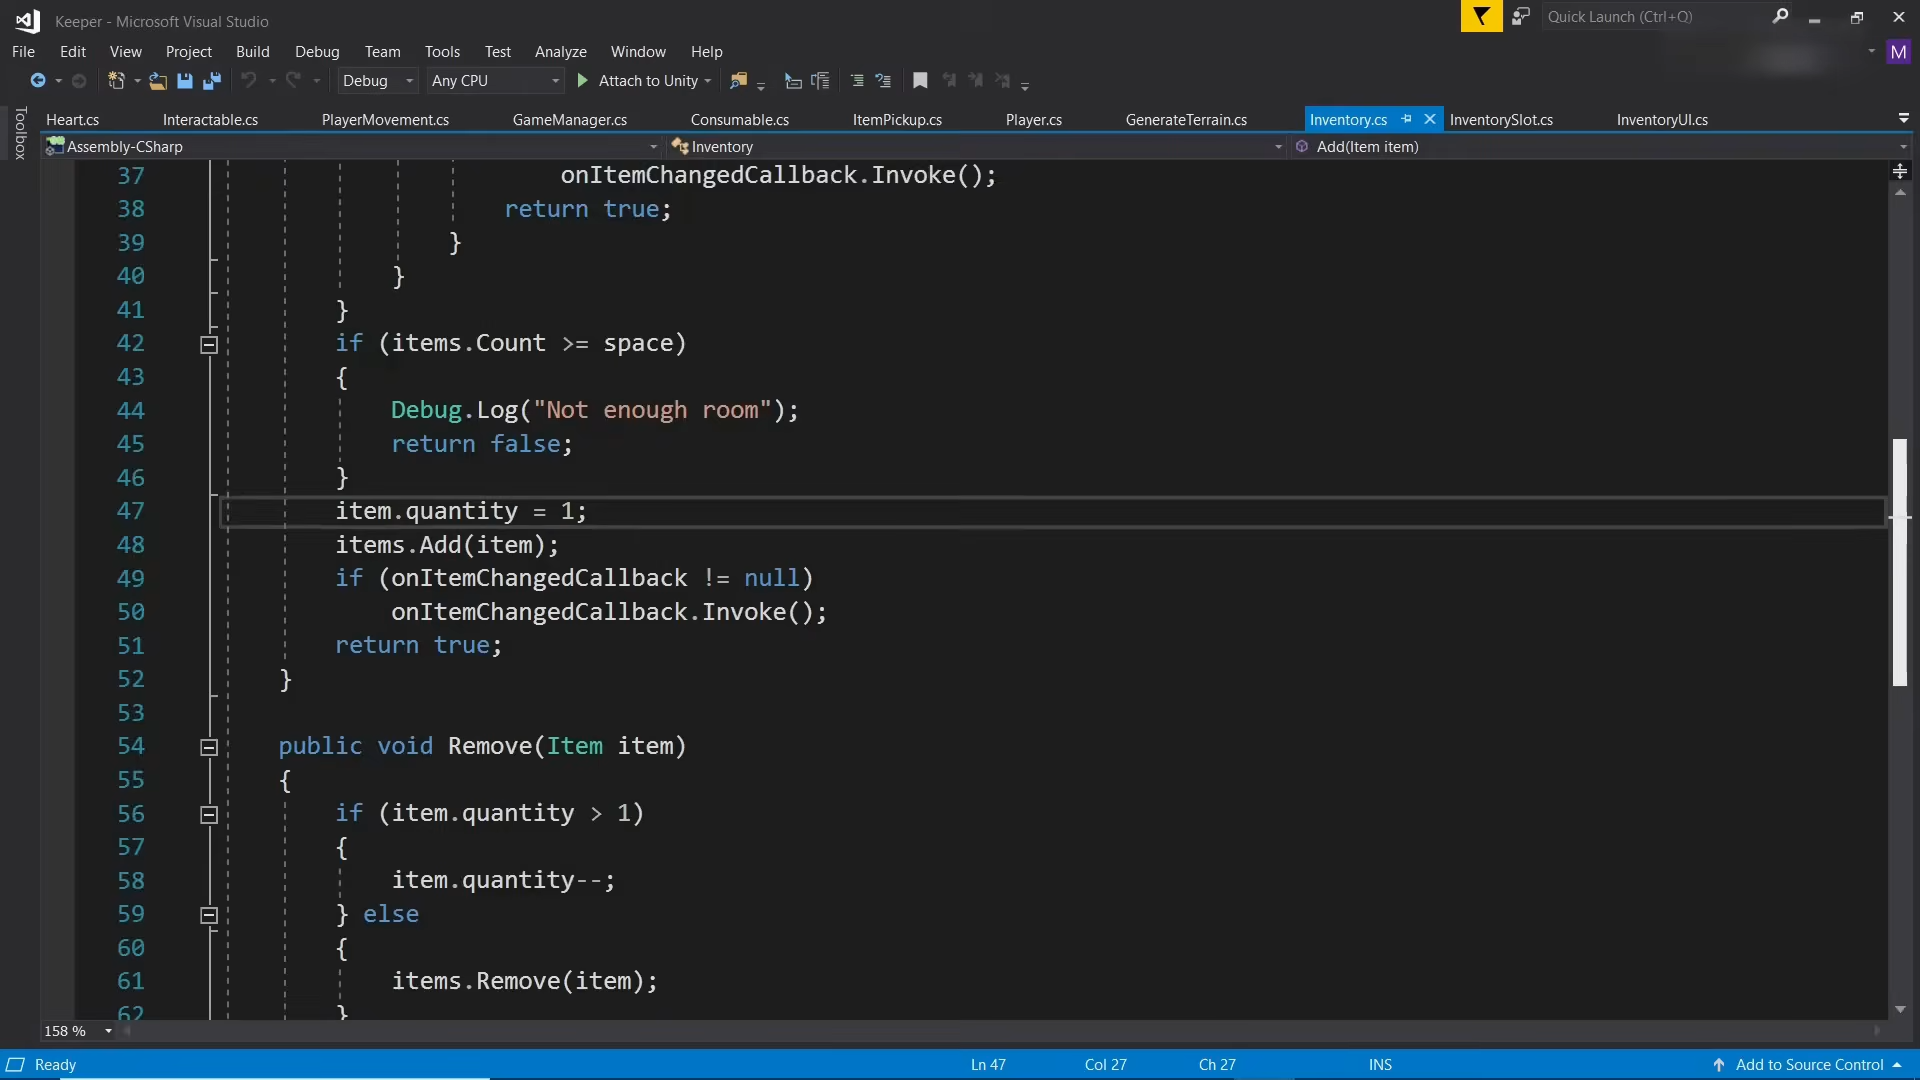 Keeper - Microsoft Visual Studio
Quick Launch (Ctrl+Q)
File Edit View Project Build Debug Team Tools Test Analyze Window Help
M
Debug Any CPU Attach to Unity
Toolbox
Heart.cs Interactable.cs PlayerMovement.cs GameManager.cs Consumable.cs ItemPickup.cs Player.cs GenerateTerrain.cs Inventory.cs InventorySlot.cs InventoryUI.cs
Assembly-CSharp Inventory Add(Item item)
37 onItemChangedCallback.Invoke();
38 return true;
39 }
40 }
41 }
42 if (items.Count >= space)
43 {
44 Debug.Log("Not enough room");
45 return false;
46 }
47 item.quantity = 1;
48 items.Add(item);
49 if (onItemChangedCallback != null)
50 onItemChangedCallback.Invoke();
51 return true;
52 }
53
54 public void Remove(Item item)
55 {
56 if (item.quantity > 1)
57 {
58 item.quantity--;
59 } else
60 {
61 items.Remove(item);
62 }
158 %
Ready Ln 47 Col 27 Ch 27 INS Add to Source Control